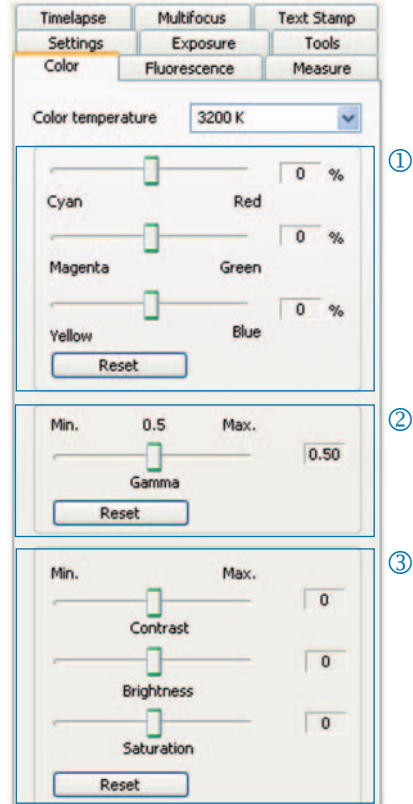 Timelapse Multifocus Text Stamp
Settings Exposure Tools
Color Fluorescence Measure
Color temperature 3200 K
①
0 %
Cyan Red
0 %
Magenta Green
0 %
Yellow Blue
Reset
②
Min. 0.5 Max.
0.50
Gamma
Reset
③
Min. Max.
0
Contrast
0
Brightness
0
Saturation
Reset